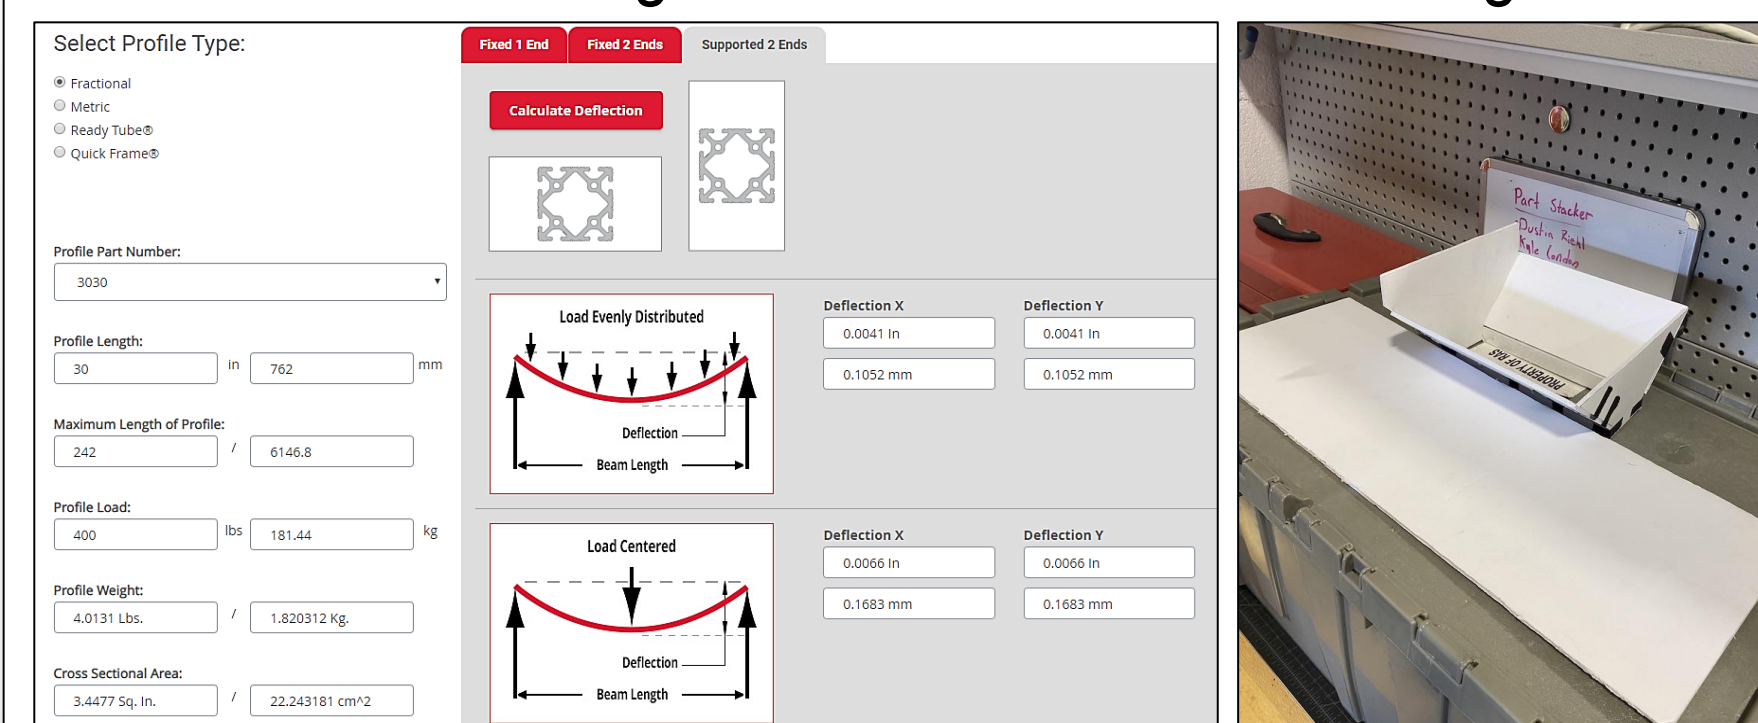 Select Profile Type:
Fractional
Metric
Ready Tube®
Quick Frame®
Profile Part Number:
3030
Profile Length:
30 in 762 mm
Maximum Length of Profile:
242 / 6146.8
Profile Load:
400 lbs 181.44 kg
Profile Weight:
4.0131 Lbs. / 1.820312 Kg.
Cross Sectional Area:
3.4477 Sq. In. / 22.243181 cm^2
Fixed 1 End Fixed 2 Ends Supported 2 Ends
Calculate Deflection
Load Evenly Distributed
Deflection
Beam Length
Deflection X Deflection Y
0.0041 In 0.0041 In
0.1052 mm 0.1052 mm
Load Centered
Deflection
Beam Length
Deflection X Deflection Y
0.0066 In 0.0066 In
0.1683 mm 0.1683 mm
Part Stacker
Dustin Riehl
Kyle London
PROPERTY OF RAS